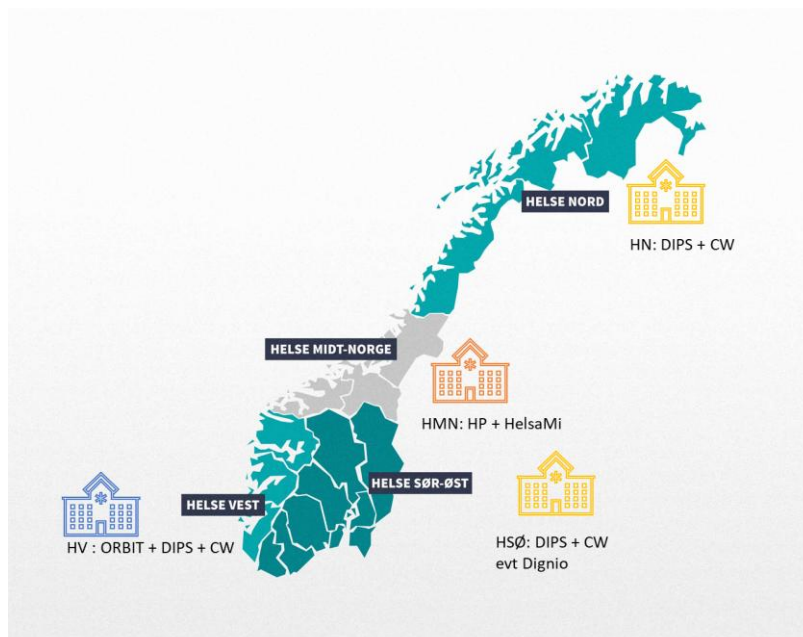 HELSE NORD
HN: DIPS + CW
HELSE MIDT-NORGE
HMN: HP + HelsaMi
HELSE SØR-ØST
HELSE VEST
HV : ORBIT + DIPS + CW
HSØ: DIPS + CW
evt Dignio